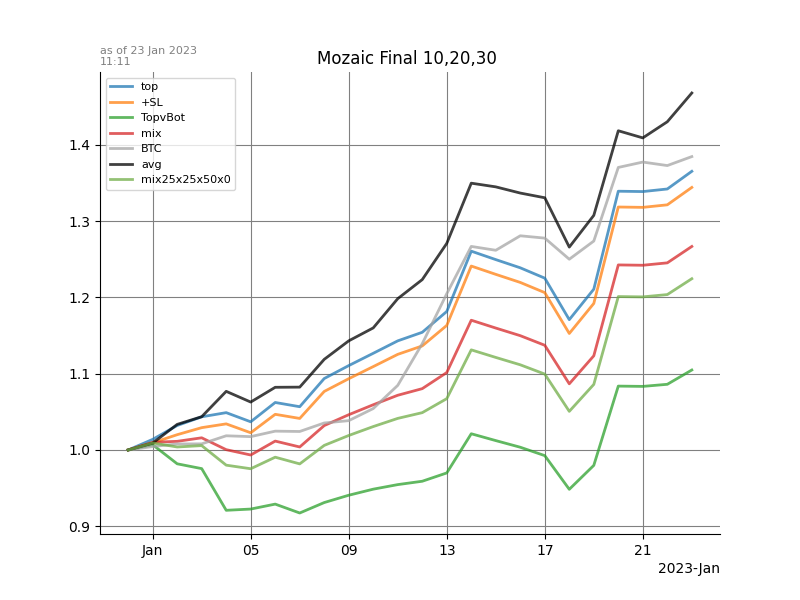 as of 23 Jan 2023
11:11
Mozaic Final 10,20,30
top
+SL
TopvBot
mix
BTC
avg
mix25x25x50x0
1.4
1.3
1.2
1.1
1.0
0.9
Jan
05
09
13
17
21
2023-Jan